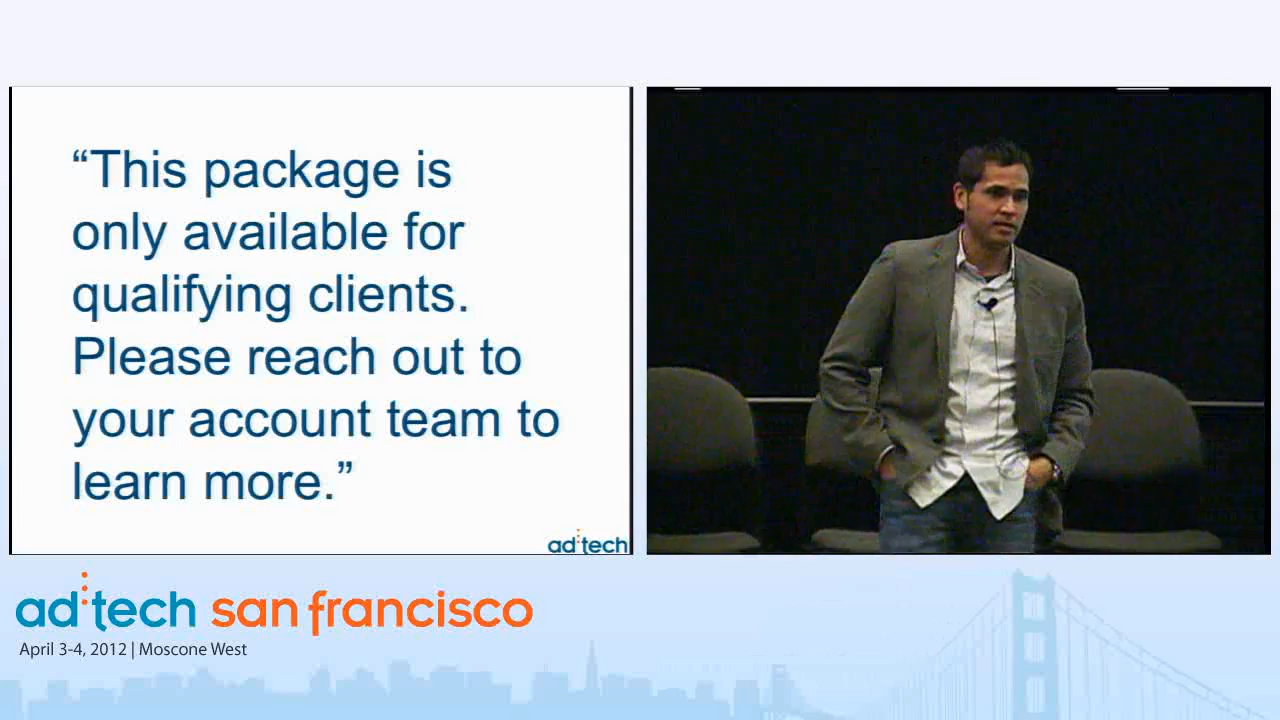 “This package is
only available for
qualifying clients.
Please reach out to
your account team to
learn more.”
ad:tech
ad:tech san francisco
April 3-4, 2012 | Moscone West